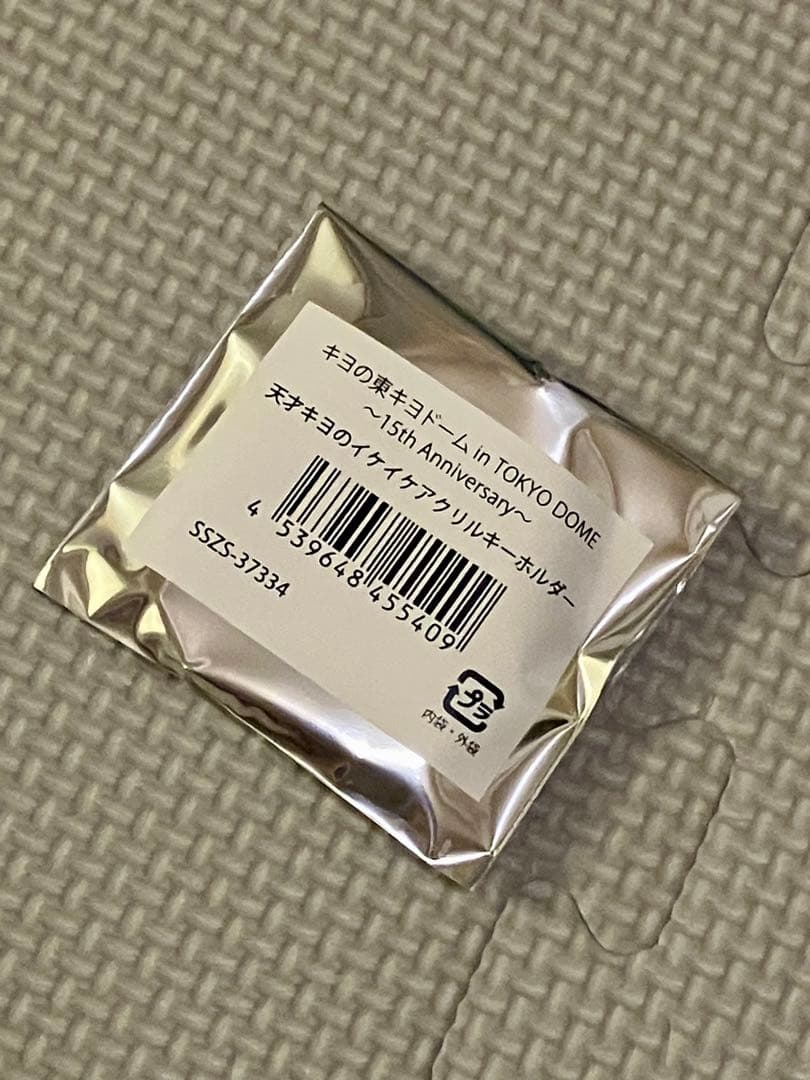 キヨの東キヨドーム in TOKYO DOME
～15th Anniversary～
天才キヨのイケイケアクリルキーホルダー
4 539648 455409
SSZS-37334
プラ
内袋・外袋